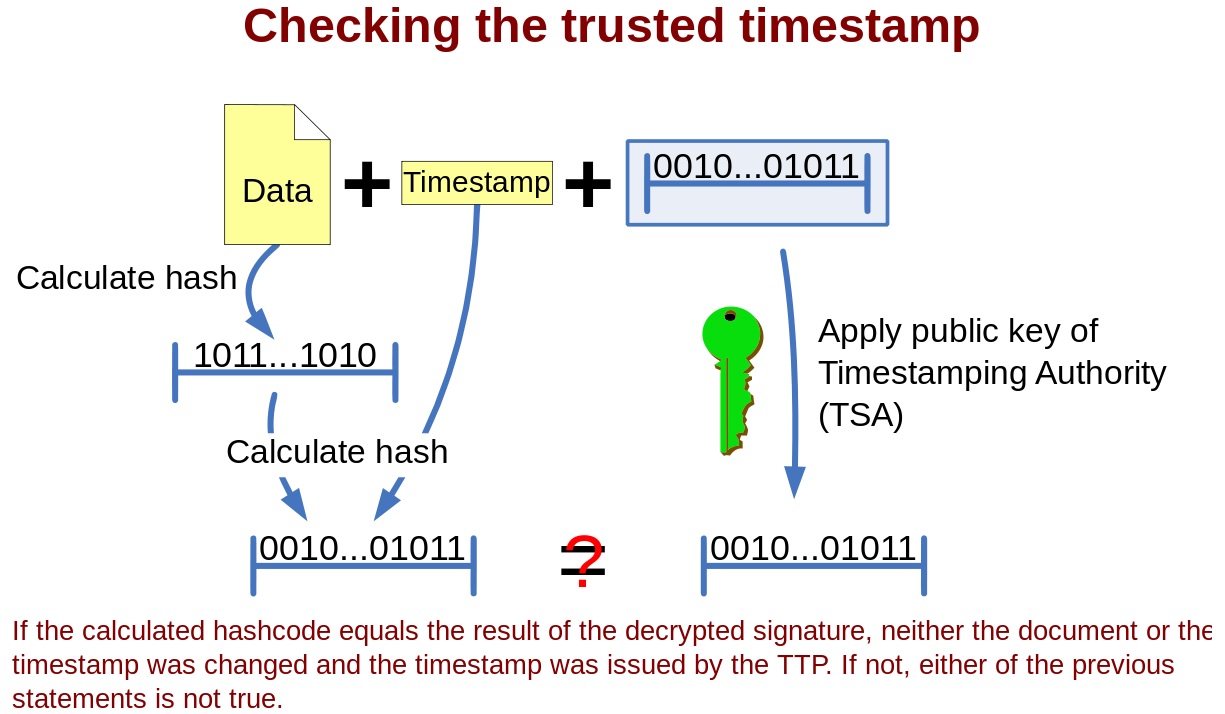 Checking the trusted timestamp
Data
+
Timestamp
+
0010...01011
Calculate hash
1011...1010
Apply public key of
Timestamping Authority
(TSA)
Calculate hash
0010...01011
=
?
0010...01011
If the calculated hashcode equals the result of the decrypted signature, neither the document or the
timestamp was changed and the timestamp was issued by the TTP. If not, either of the previous
statements is not true.